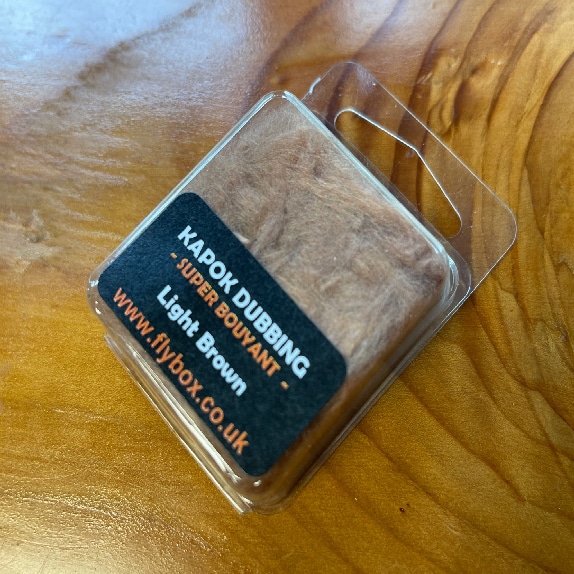 KAPOK DUBBING
- SUPER BOUYANT -
Light Brown
www.flybox.co.uk